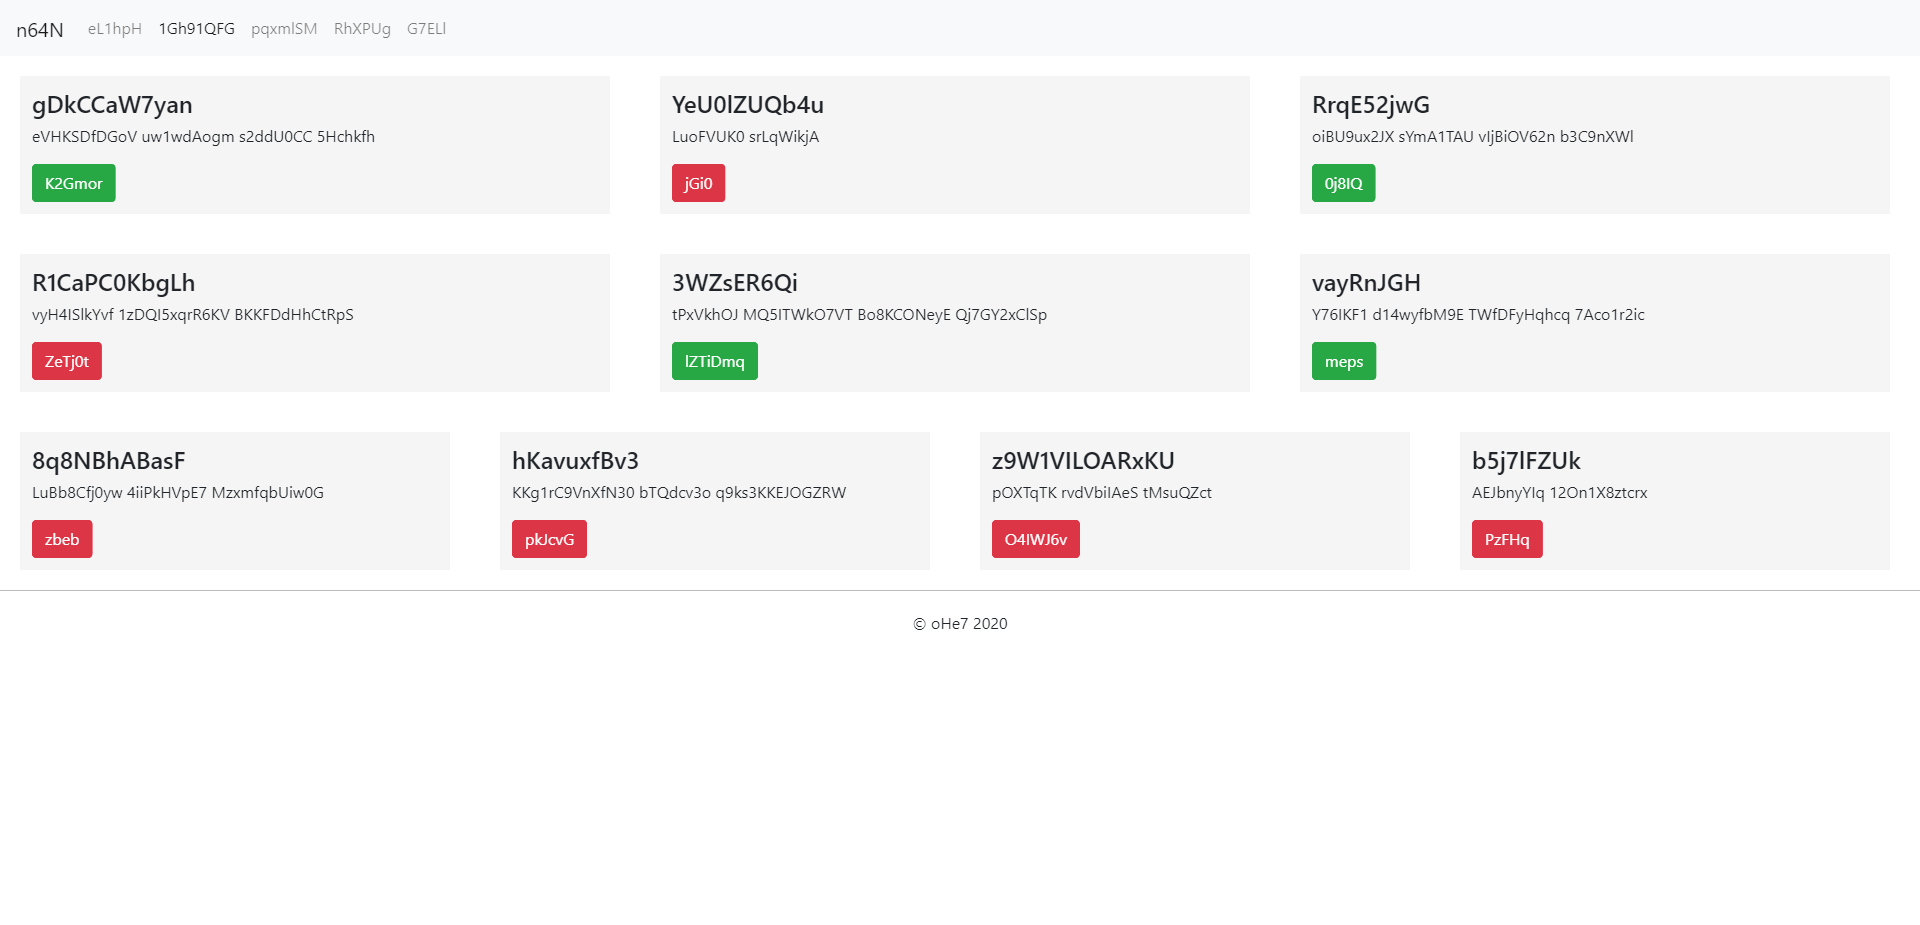 n64N eL1hpH 1Gh91QFG pqxmlSM RhXPUg G7ELl
gDkCCaW7yan
eVHKSDfDGoV uw1wdAogm s2ddU0CC 5Hchkfh
K2Gmor
YeU0lZUQb4u
LuoFVUK0 srLqWikjA
jGi0
RrqE52jwG
oiBU9ux2JX sYmA1TAU vIjBiOV62n b3C9nXWl
0j8IQ
R1CaPC0KbgLh
vyH4ISlkYvf 1zDQI5xqrR6KV BKKFDdHhCtRpS
ZeTj0t
3WZsER6Qi
tPxVkhOJ MQ5ITWkO7VT Bo8KCONeyE Qj7GY2xClSp
lZTiDmq
vayRnJGH
Y76IKF1 d14wyfbM9E TWfDFyHqhcq 7Aco1r2ic
meps
8q8NBhABasF
LuBb8Cfj0yw 4iiPkHVpE7 MzxmfqbUiw0G
zbeb
hKavuxfBv3
KKg1rC9VnXfN30 bTQdcv3o q9ks3KKEJOGZRW
pkJcvG
z9W1VILOARxKU
pOXTqTK rvdVbiIAeS tMsuQZct
O4IWJ6v
b5j7lFZUk
AEJbnyYIq 12On1X8ztcrx
PzFHq
© oHe7 2020